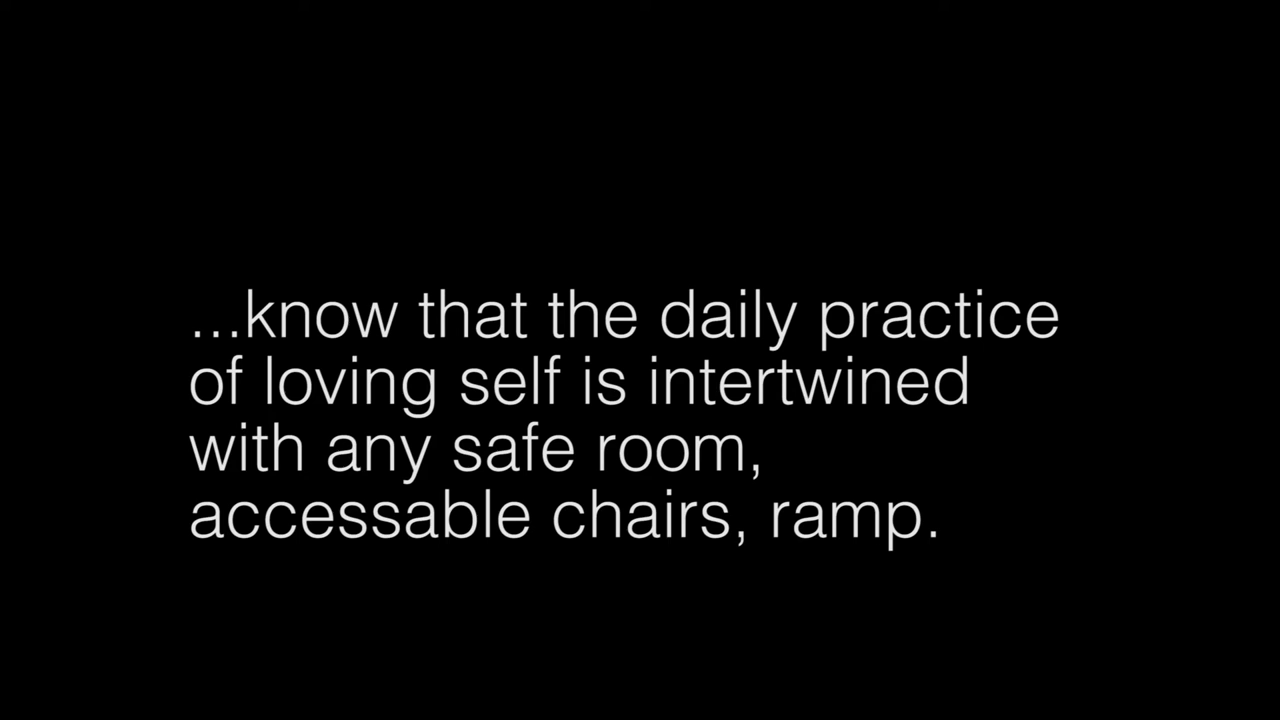 ...know that the daily practice
of loving self is intertwined
with any safe room,
accessable chairs, ramp.